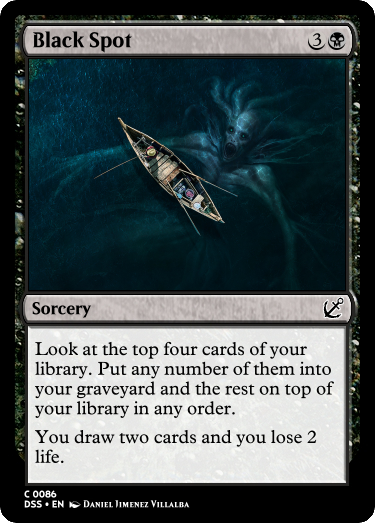 Black Spot 3
Sorcery
Look at the top four cards of your
library. Put any number of them into
your graveyard and the rest on top of
your library in any order.
You draw two cards and you lose 2
life.
C 0086
DSS • EN Daniel Jimenez Villalba